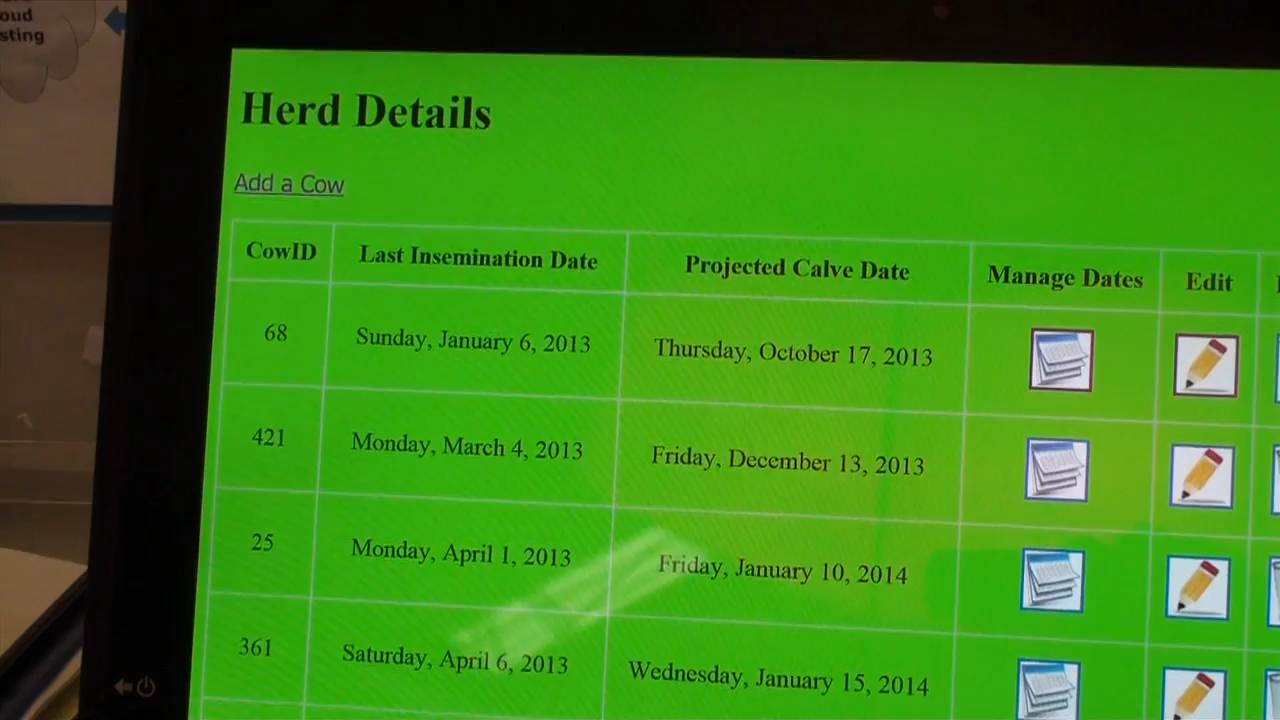 oud
sting
Herd Details
Add a Cow
CowID Last Insemination Date Projected Calve Date Manage Dates Edit
68 Sunday, January 6, 2013 Thursday, October 17, 2013
421 Monday, March 4, 2013 Friday, December 13, 2013
25 Monday, April 1, 2013 Friday, January 10, 2014
361 Saturday, April 6, 2013 Wednesday, January 15, 2014